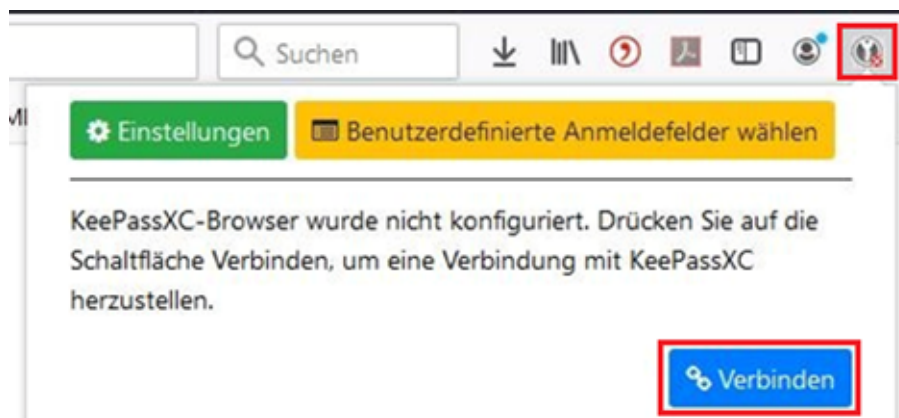 Suchen
MI
Einstellungen Benutzerdefinierte Anmeldefelder wählen
KeePassXC-Browser wurde nicht konfiguriert. Drücken Sie auf die
Schaltfläche Verbinden, um eine Verbindung mit KeePassXC
herzustellen.
Verbinden